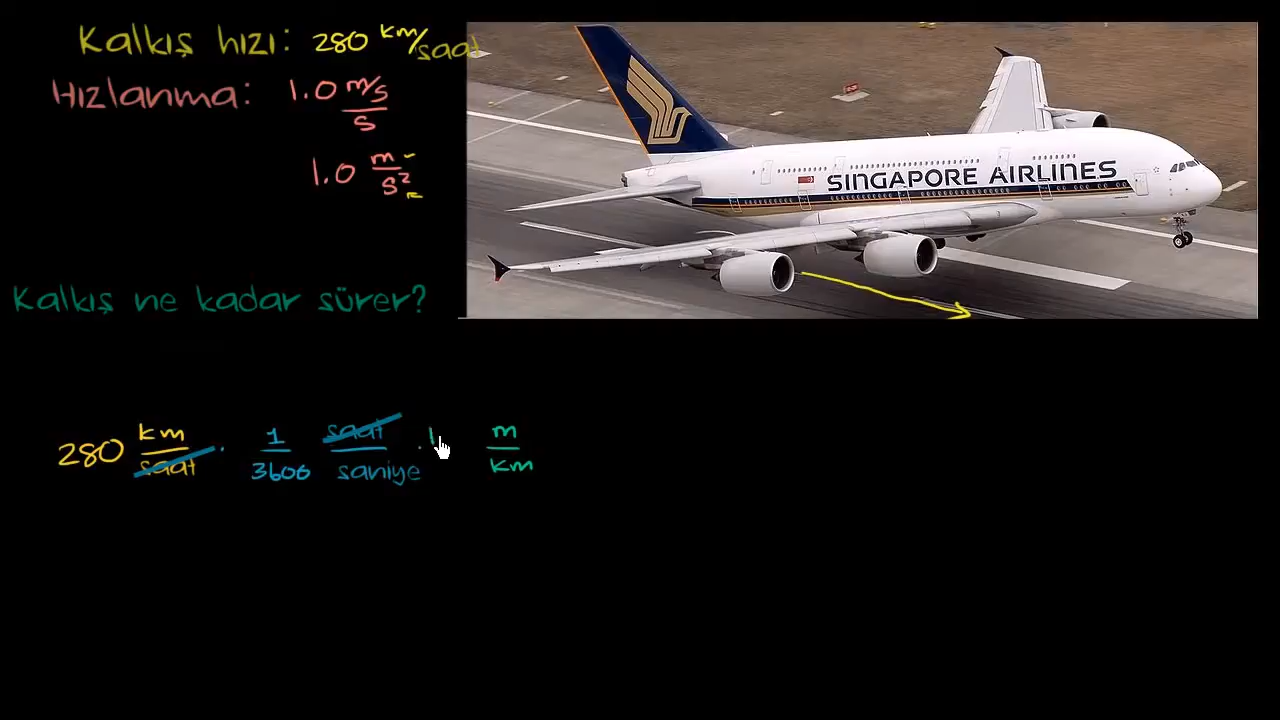 Kalkış hızı: 280 km/saat
Hızlanma: 1.0 m/s/s
1.0 m/s²
SINGAPORE AIRLINES
Kalkış ne kadar sürer?
280 km/saat · 1/3600 saat/saniye · 1 m/km